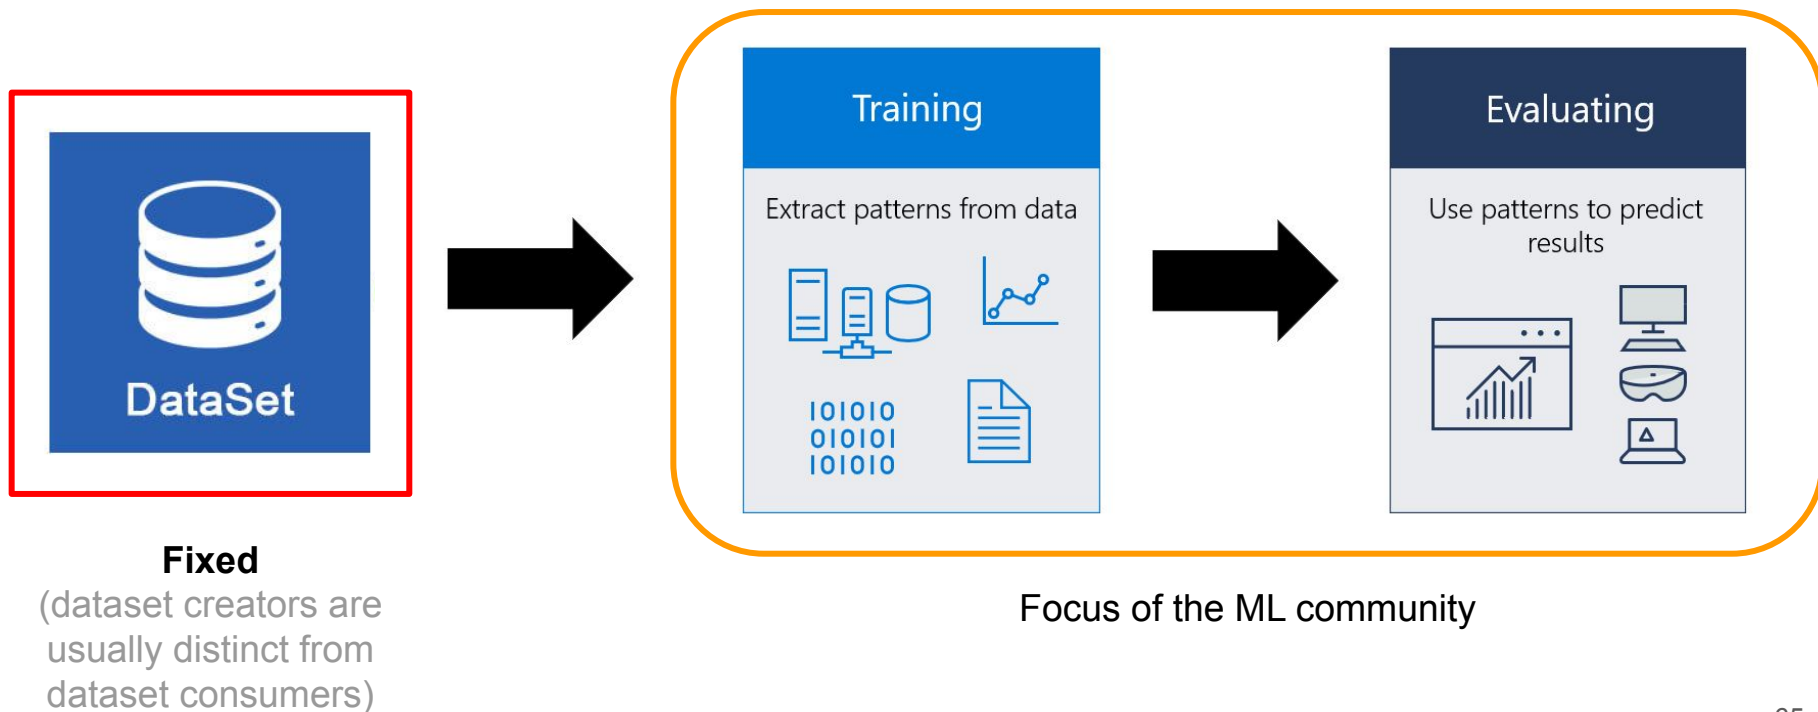 Training
Evaluating
Extract patterns from data
Use patterns to predict
results
DataSet
101010
010101
101010
Fixed
(dataset creators are
usually distinct from
dataset consumers)
Focus of the ML community